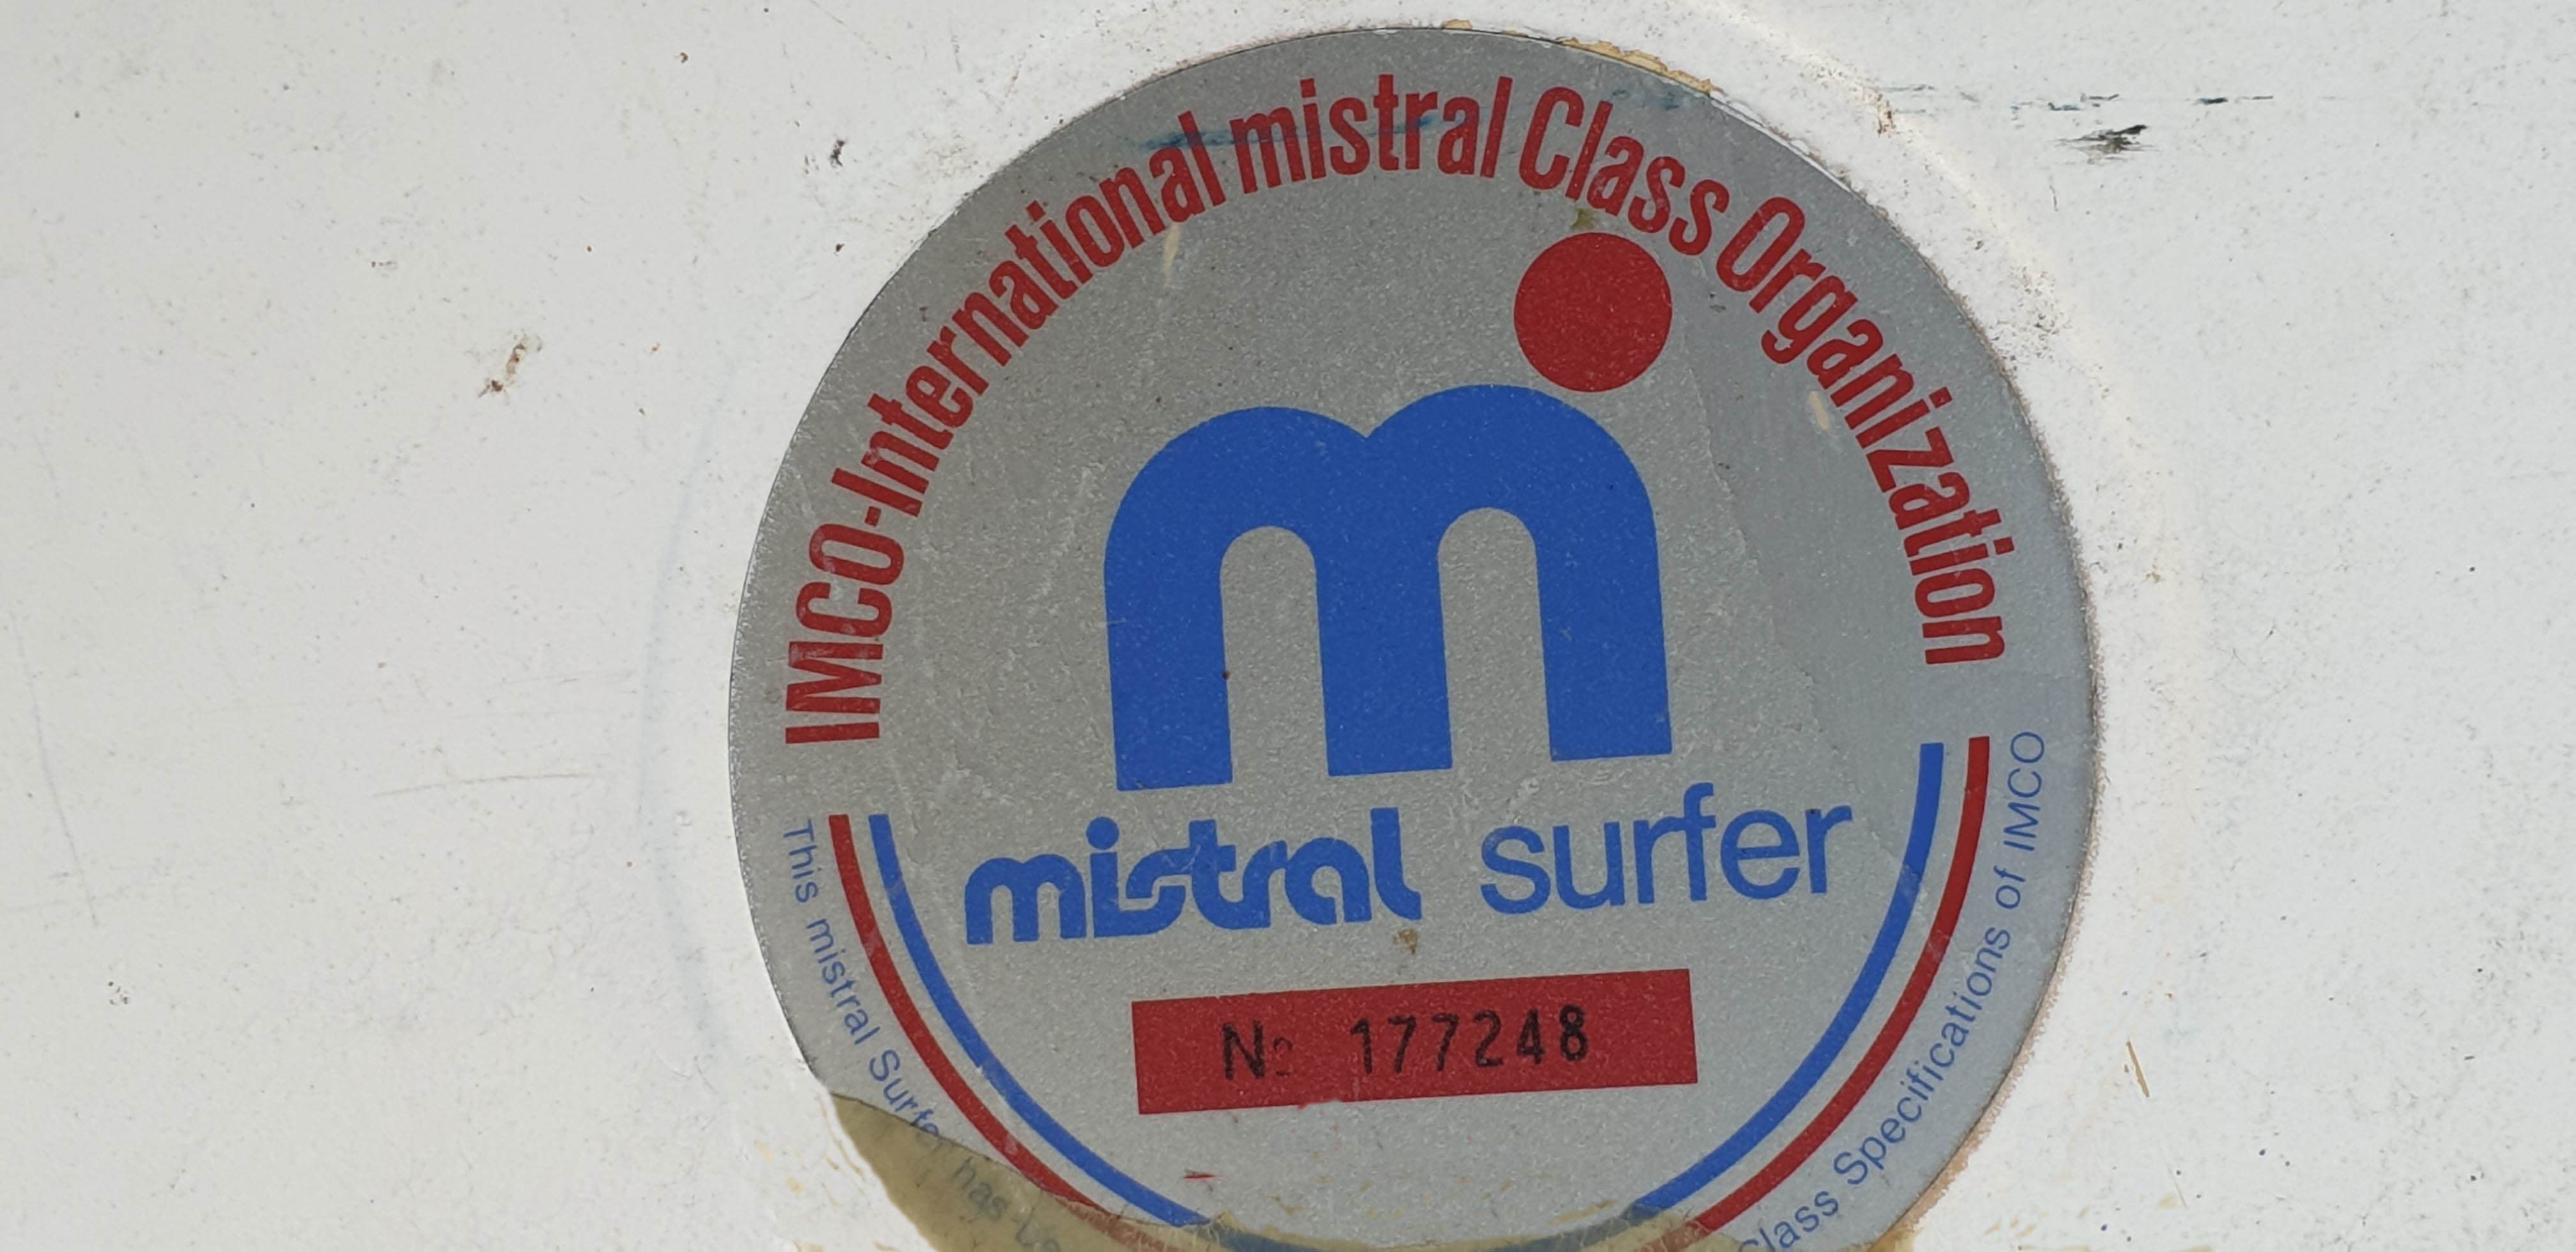 IMCO-International mistral Class Organization
m
mistral surfer
Nº 177248
This mistral Surfer has
Class Specifications of IMCO